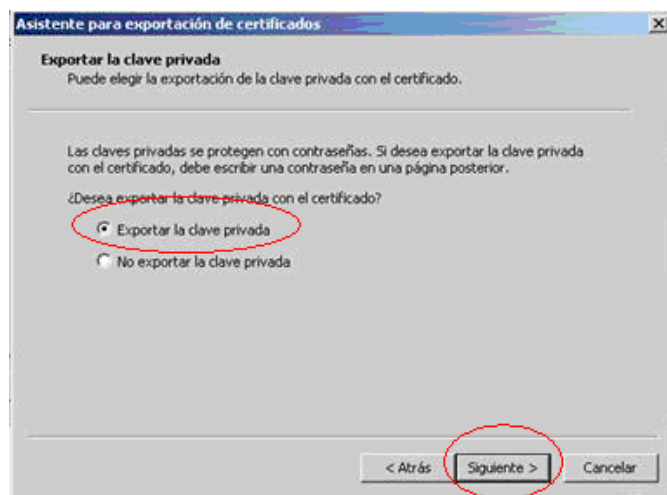 Asistente para exportación de certificados
Exportar la clave privada
Puede elegir la exportación de la clave privada con el certificado.
Las claves privadas se protegen con contraseñas. Si desea exportar la clave privada
con el certificado, debe escribir una contraseña en una página posterior.
¿Desea exportar la clave privada con el certificado?
Exportar la clave privada
No exportar la clave privada
< Atrás Siguiente > Cancelar